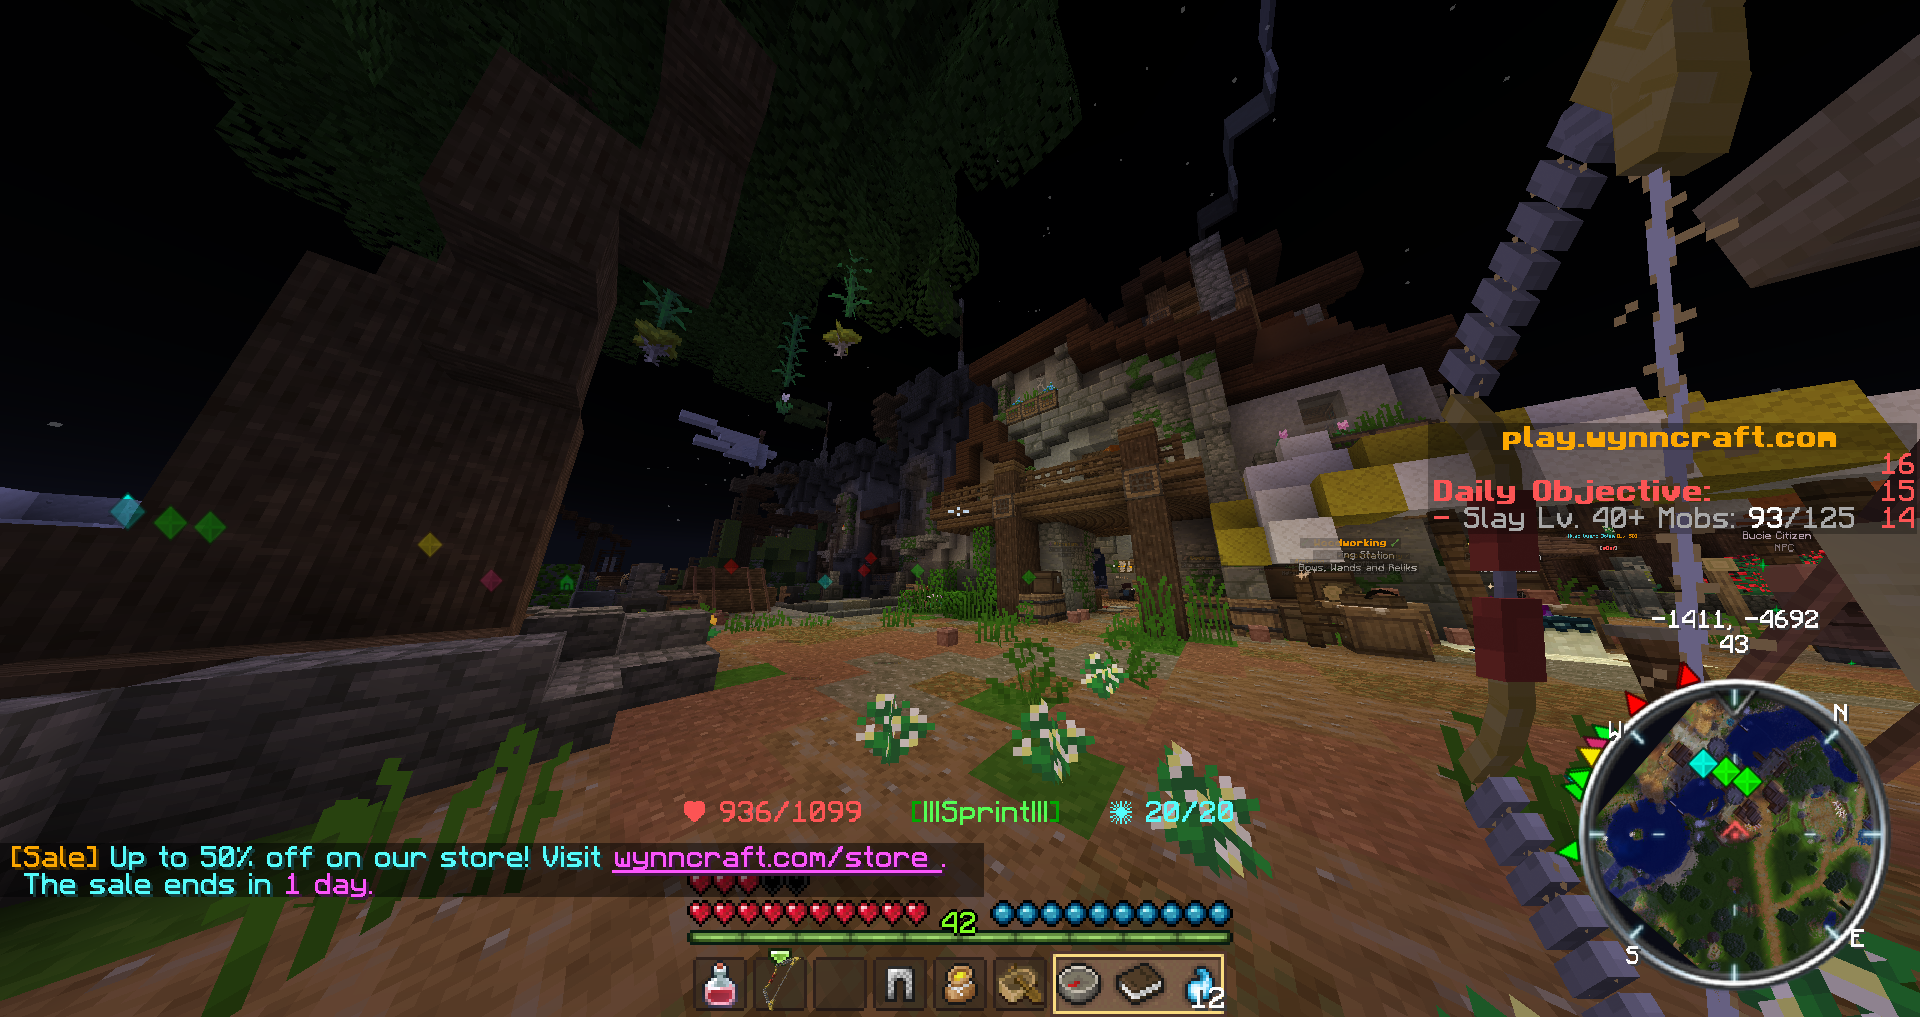 play.wynncraft.com
16
Daily Objective: 15
- Slay Lv. 40+ Mobs: 93/125 14
Bucie Citizen
NPC
Station
Bows, Wands and Reliks
-1411, -4692
43
N
W
S
E
936/1099 [|||Sprint|||] 20/20
[Sale] Up to 50% off on our store! Visit wynncraft.com/store .
The sale ends in 1 day.
42
12